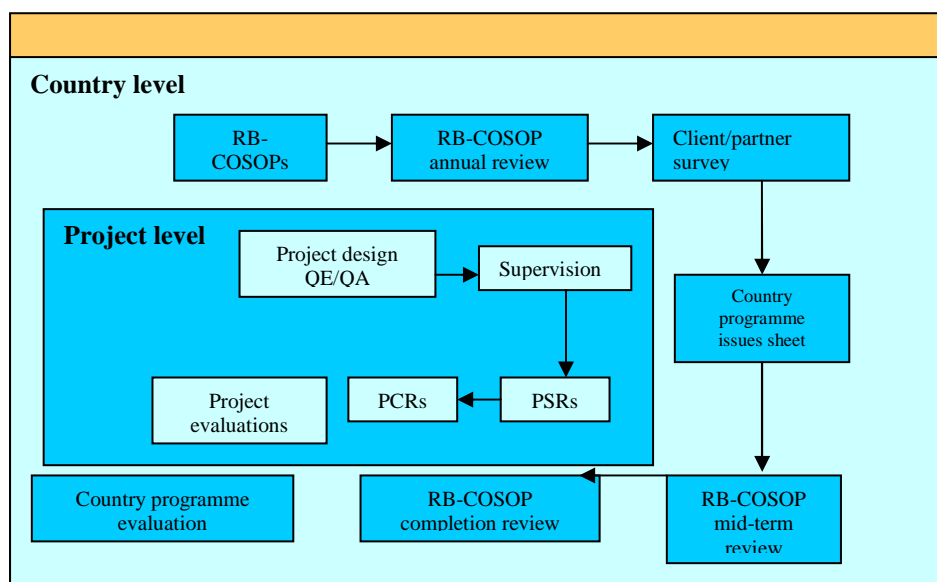 Country level
RB-
COSOPs
RB-COSOP
annual review
Client/partner
survey
Project level
Project design
QE/QA
Supervision
Country
programme
issues sheet
Project
evaluations
PCRs
PSRs
Country programme
evaluation
RB-COSOP
completion review
RB-COSOP
mid-term
review